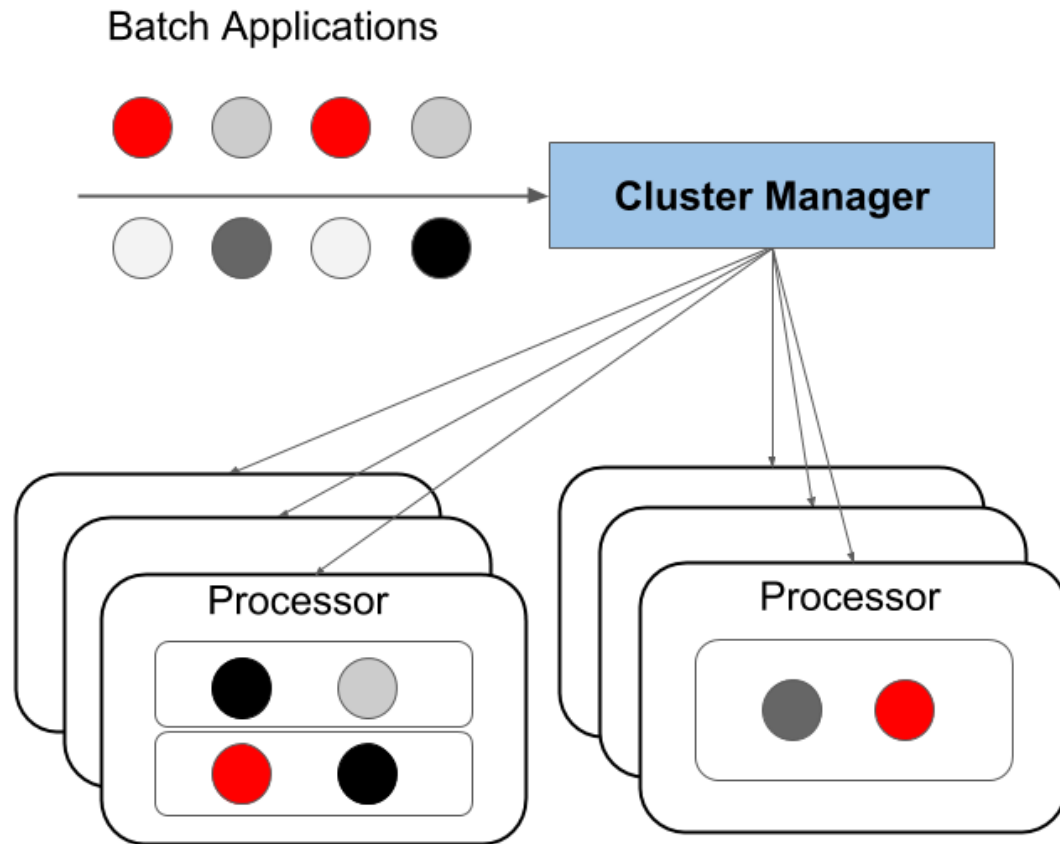 Batch Applications
Cluster Manager
Processor
Processor